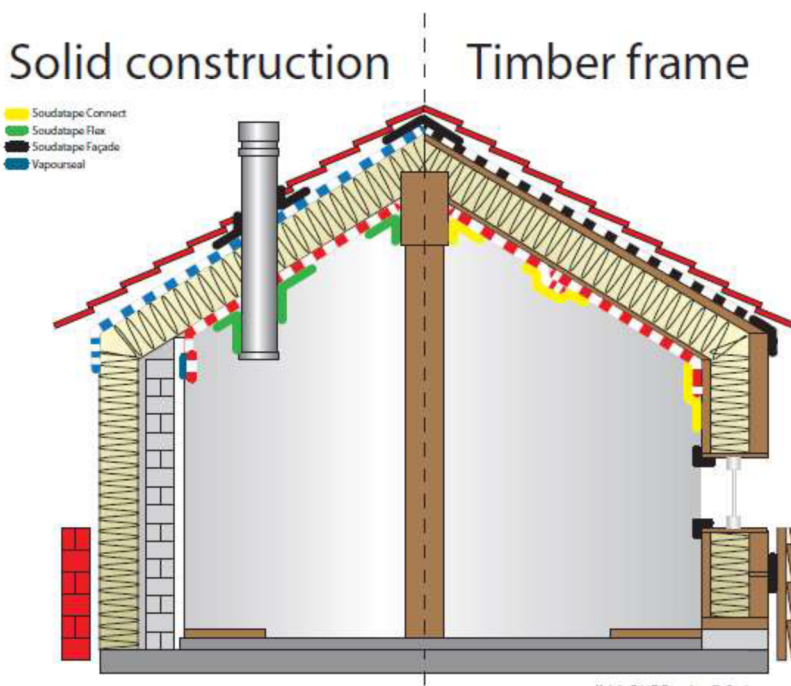 Solid construction
Timber frame
Soudatape Connect
Soudatape Flex
Soudatape Façade
Vapourseal